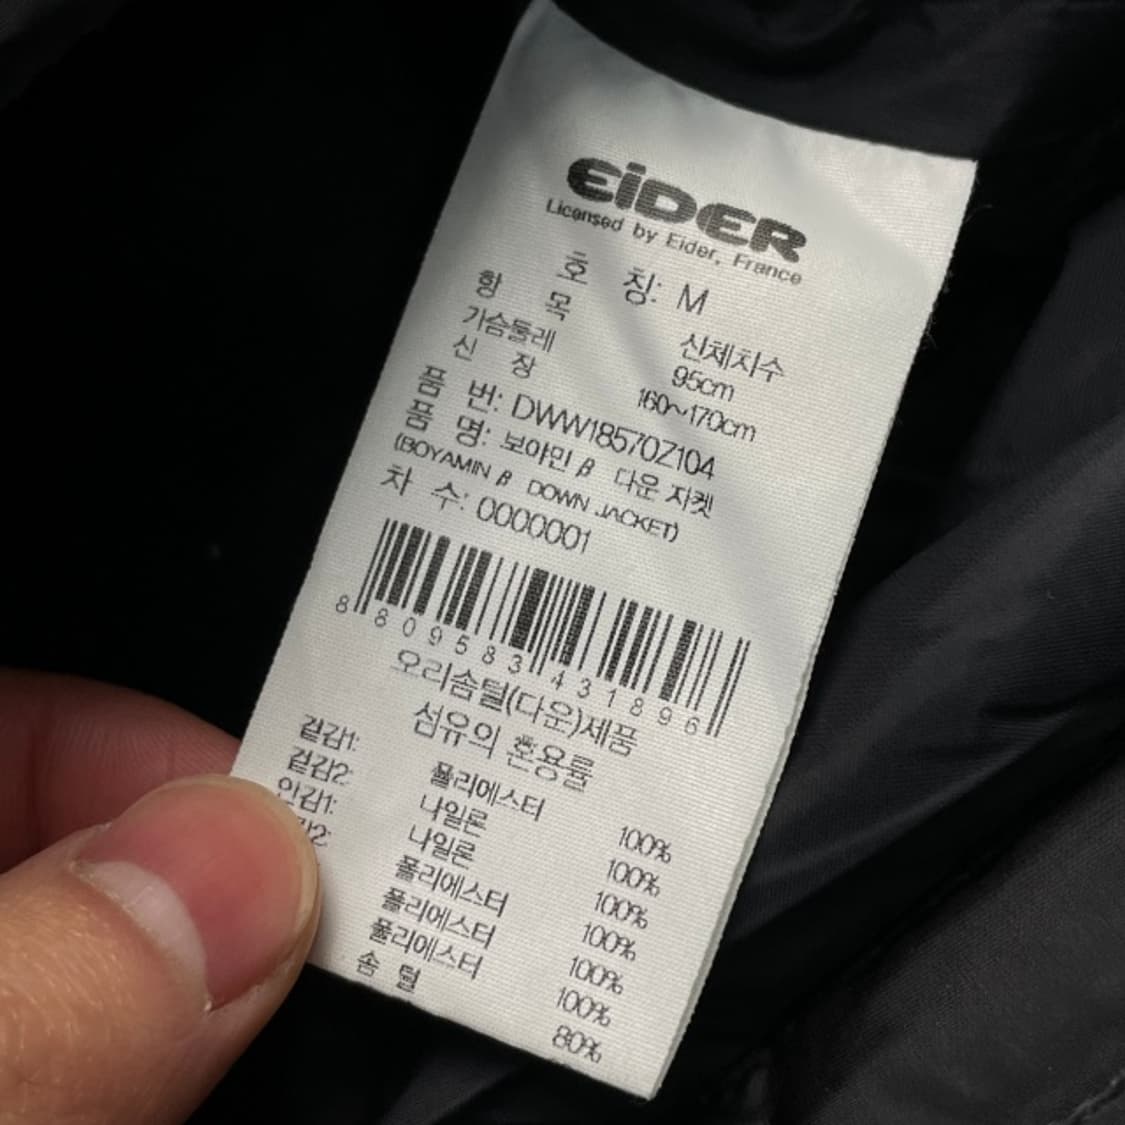 EiDER
Licensed by Eider, France
호 칭: M
항 목 신체치수
가슴둘레 95cm
신 장 160~170cm
품 번: DWW18570Z104
품 명: 보야민 β 다운 자켓
(BOYAMIN β DOWN JACKET)
차 수: 0000001
8 809583 431896
오리솜털(다운)제품
섬유의 혼용률
겉감1: 폴리에스터 100%
겉감2: 나일론 100%
안감1: 나일론 100%
2: 폴리에스터 100%
폴리에스터 100%
폴리에스터 100%
솜 털 80%